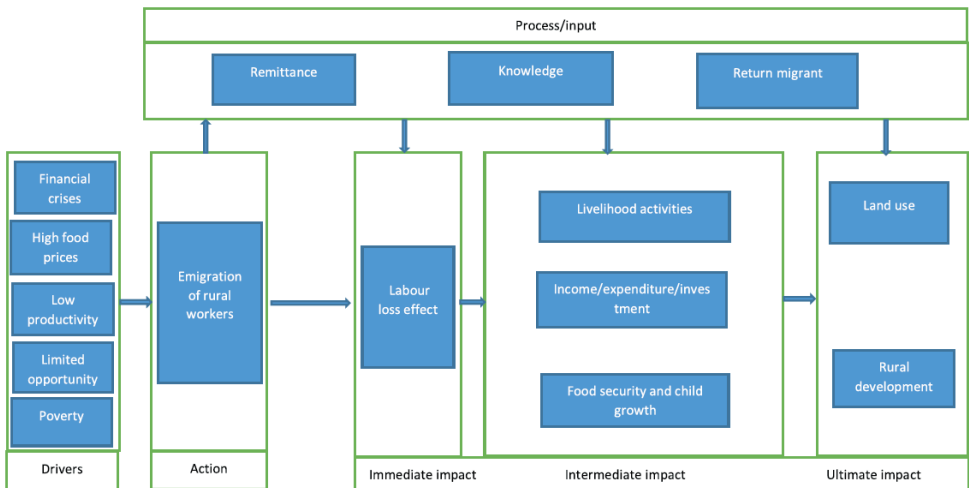 Process/input
Remittance
Knowledge
Return migrant
Financial
crises
High food
prices
Low
productivity
Limited
opportunity
Poverty
Drivers
Emigration
of rural
workers
Action
Labour
loss effect
Immediate impact
Livelihood activities
Income/expenditure/inves
tment
Food security and child
growth
Intermediate impact
Land use
Rural
development
Ultimate impact